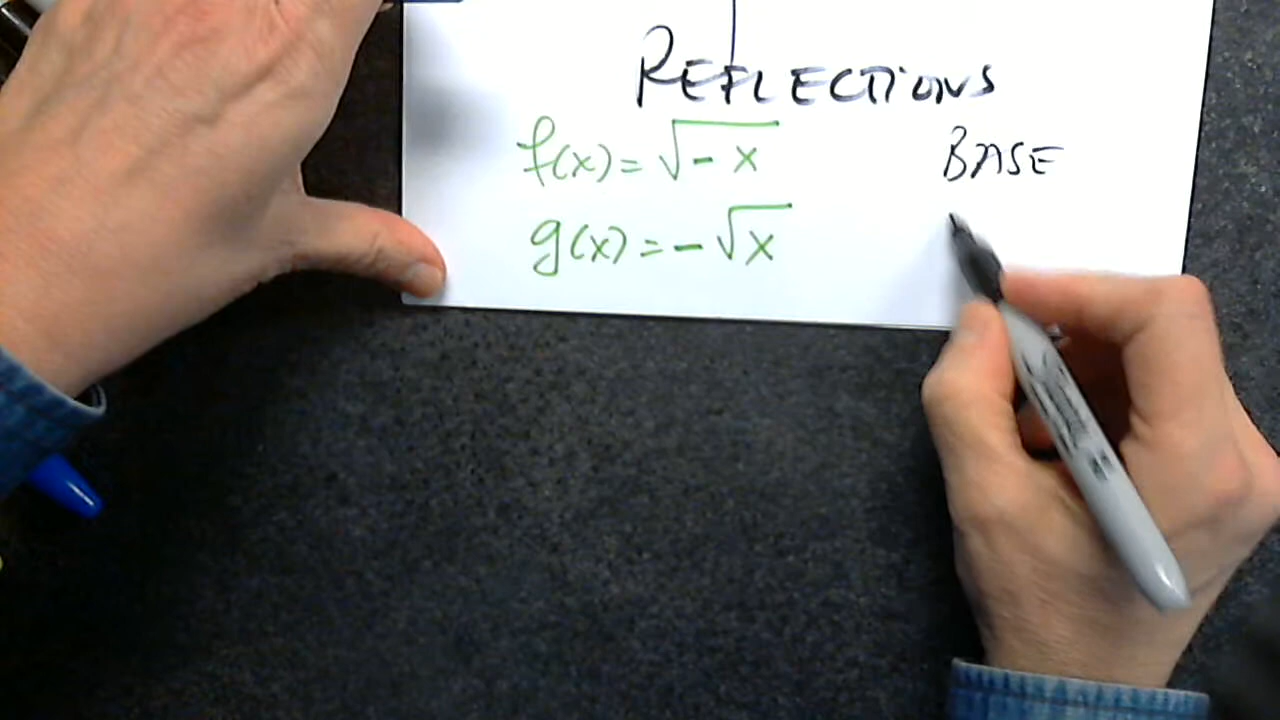 REFLECTIONS
f(x) = √-x
BASE
g(x) = -√x